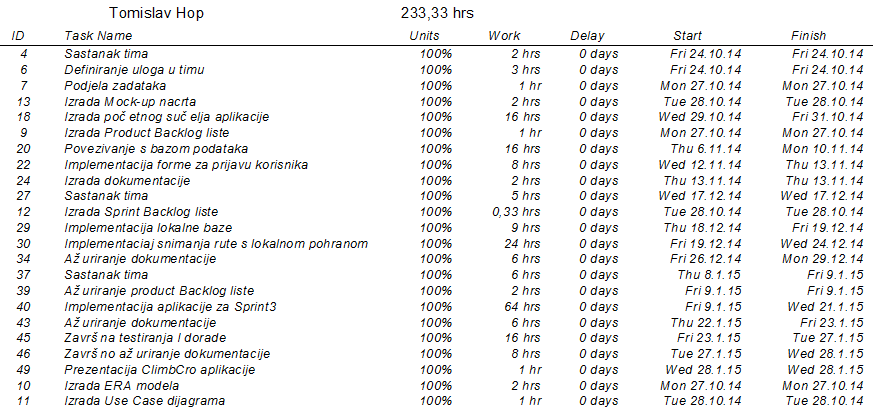 Tomislav Hop 233,33 hrs
ID Task Name Units Work Delay Start Finish
4 Sastanak tima 100% 2 hrs 0 days Fri 24.10.14 Fri 24.10.14
6 Definiranje uloga u timu 100% 3 hrs 0 days Fri 24.10.14 Fri 24.10.14
7 Podjela zadataka 100% 1 hr 0 days Mon 27.10.14 Mon 27.10.14
13 Izrada Mock-up nacrta 100% 2 hrs 0 days Tue 28.10.14 Tue 28.10.14
18 Izrada poč etnog suč elja aplikacije 100% 16 hrs 0 days Wed 29.10.14 Fri 31.10.14
9 Izrada Product Backlog liste 100% 1 hr 0 days Mon 27.10.14 Mon 27.10.14
20 Povezivanje s bazom podataka 100% 16 hrs 0 days Thu 6.11.14 Mon 10.11.14
22 Implementacija forme za prijavu korisnika 100% 8 hrs 0 days Wed 12.11.14 Thu 13.11.14
24 Izrada dokumentacije 100% 2 hrs 0 days Thu 13.11.14 Thu 13.11.14
27 Sastanak tima 100% 5 hrs 0 days Wed 17.12.14 Wed 17.12.14
12 Izrada Sprint Backlog liste 100% 0,33 hrs 0 days Tue 28.10.14 Tue 28.10.14
29 Implementacija lokalne baze 100% 9 hrs 0 days Thu 18.12.14 Fri 19.12.14
30 Implementaciaj snimanja rute s lokalnom pohranom 100% 24 hrs 0 days Fri 19.12.14 Wed 24.12.14
34 Až uriranje dokumentacije 100% 6 hrs 0 days Fri 26.12.14 Mon 29.12.14
37 Sastanak tima 100% 6 hrs 0 days Thu 8.1.15 Fri 9.1.15
39 Až uriranje product Backlog liste 100% 2 hrs 0 days Fri 9.1.15 Fri 9.1.15
40 Implementacija aplikacije za Sprint3 100% 64 hrs 0 days Fri 9.1.15 Wed 21.1.15
43 Až uriranje dokumentacije 100% 6 hrs 0 days Thu 22.1.15 Fri 23.1.15
45 Završ na testiranja I dorade 100% 16 hrs 0 days Fri 23.1.15 Tue 27.1.15
46 Završ no až uriranje dokumentacije 100% 8 hrs 0 days Tue 27.1.15 Wed 28.1.15
49 Prezentacija ClimbCro aplikacije 100% 1 hr 0 days Wed 28.1.15 Wed 28.1.15
10 Izrada ERA modela 100% 2 hrs 0 days Mon 27.10.14 Mon 27.10.14
11 Izrada Use Case dijagrama 100% 1 hr 0 days Tue 28.10.14 Tue 28.10.14